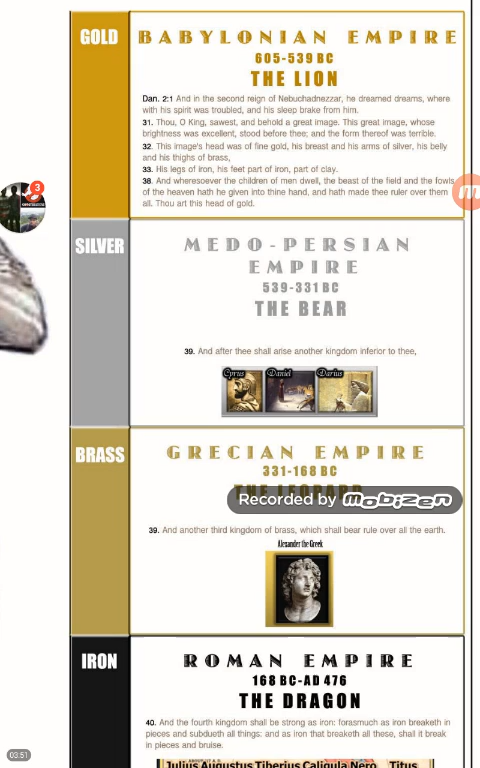 GOLD
BABYLONIAN EMPIRE
605-539 BC
THE LION
Dan. 2:1 And in the second reign of Nebuchadnezzar, he dreamed dreams, where
with his spirit was troubled, and his sleep brake from him.
31. Thou, O King, sawest, and behold a great image. This great image, whose
brightness was excellent, stood before thee; and the form thereof was terrible.
32. This image's head was of fine gold, his breast and his arms of silver, his belly
and his thighs of brass,
33. His legs of iron, his feet part of iron, part of clay.
38. And wheresoever the children of men dwell, the beast of the field and the fowls
of the heaven hath he given into thine hand, and hath made thee ruler over them
all. Thou art this head of gold.
3
SILVER
MEDO-PERSIAN
EMPIRE
539-331 BC
THE BEAR
39. And after thee shall arise another kingdom inferior to thee,
Cyrus Daniel Darius
BRASS
GRECIAN EMPIRE
331-168 BC
THE LEOPARD
Recorded by mobizen
39. And another third kingdom of brass, which shall bear rule over all the earth.
Alexander the Greek
IRON
ROMAN EMPIRE
168 BC-AD 476
THE DRAGON
40. And the fourth kingdom shall be strong as iron: forasmuch as iron breaketh in
pieces and subdueth all things: and as iron that breaketh all these, shall it break
in pieces and bruise.
03:51
Julius Augustus Tiberius Caligula Nero Titus